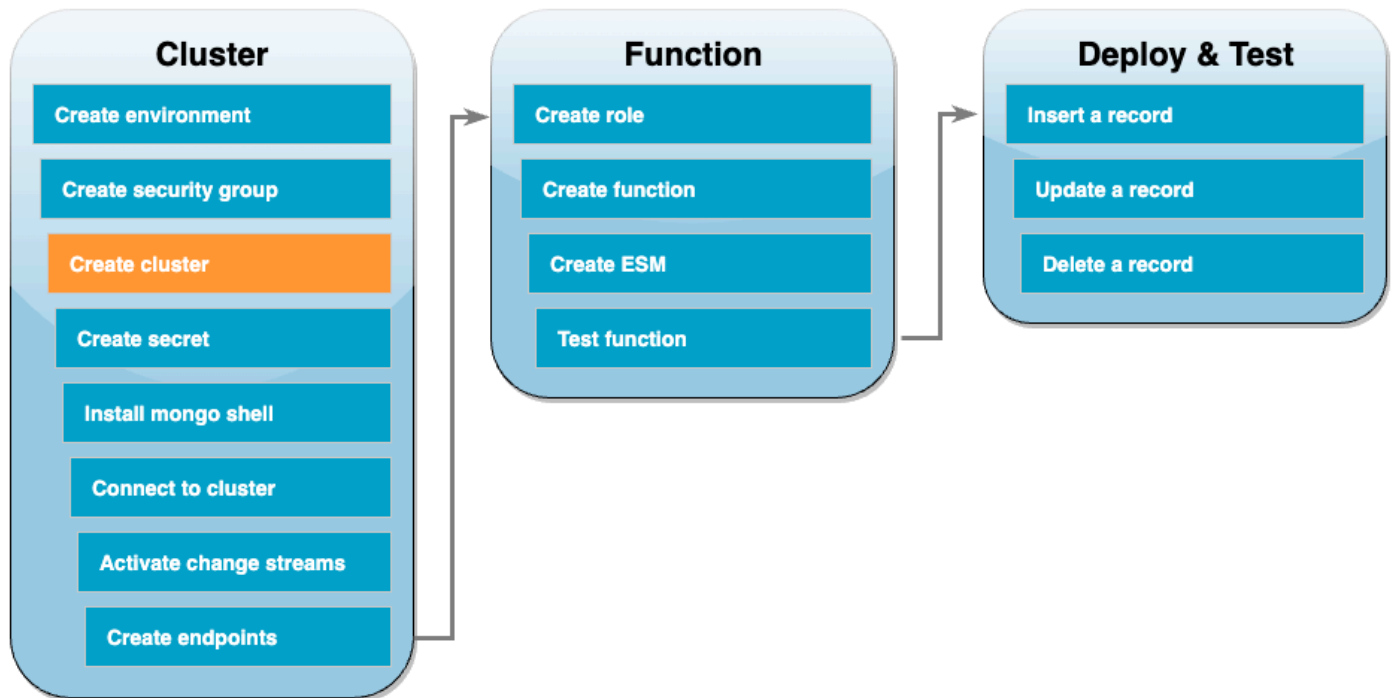 Cluster
Create environment
Create security group
Create cluster
Create secret
Install mongo shell
Connect to cluster
Activate change streams
Create endpoints
Function
Create role
Create function
Create ESM
Test function
Deploy & Test
Insert a record
Update a record
Delete a record